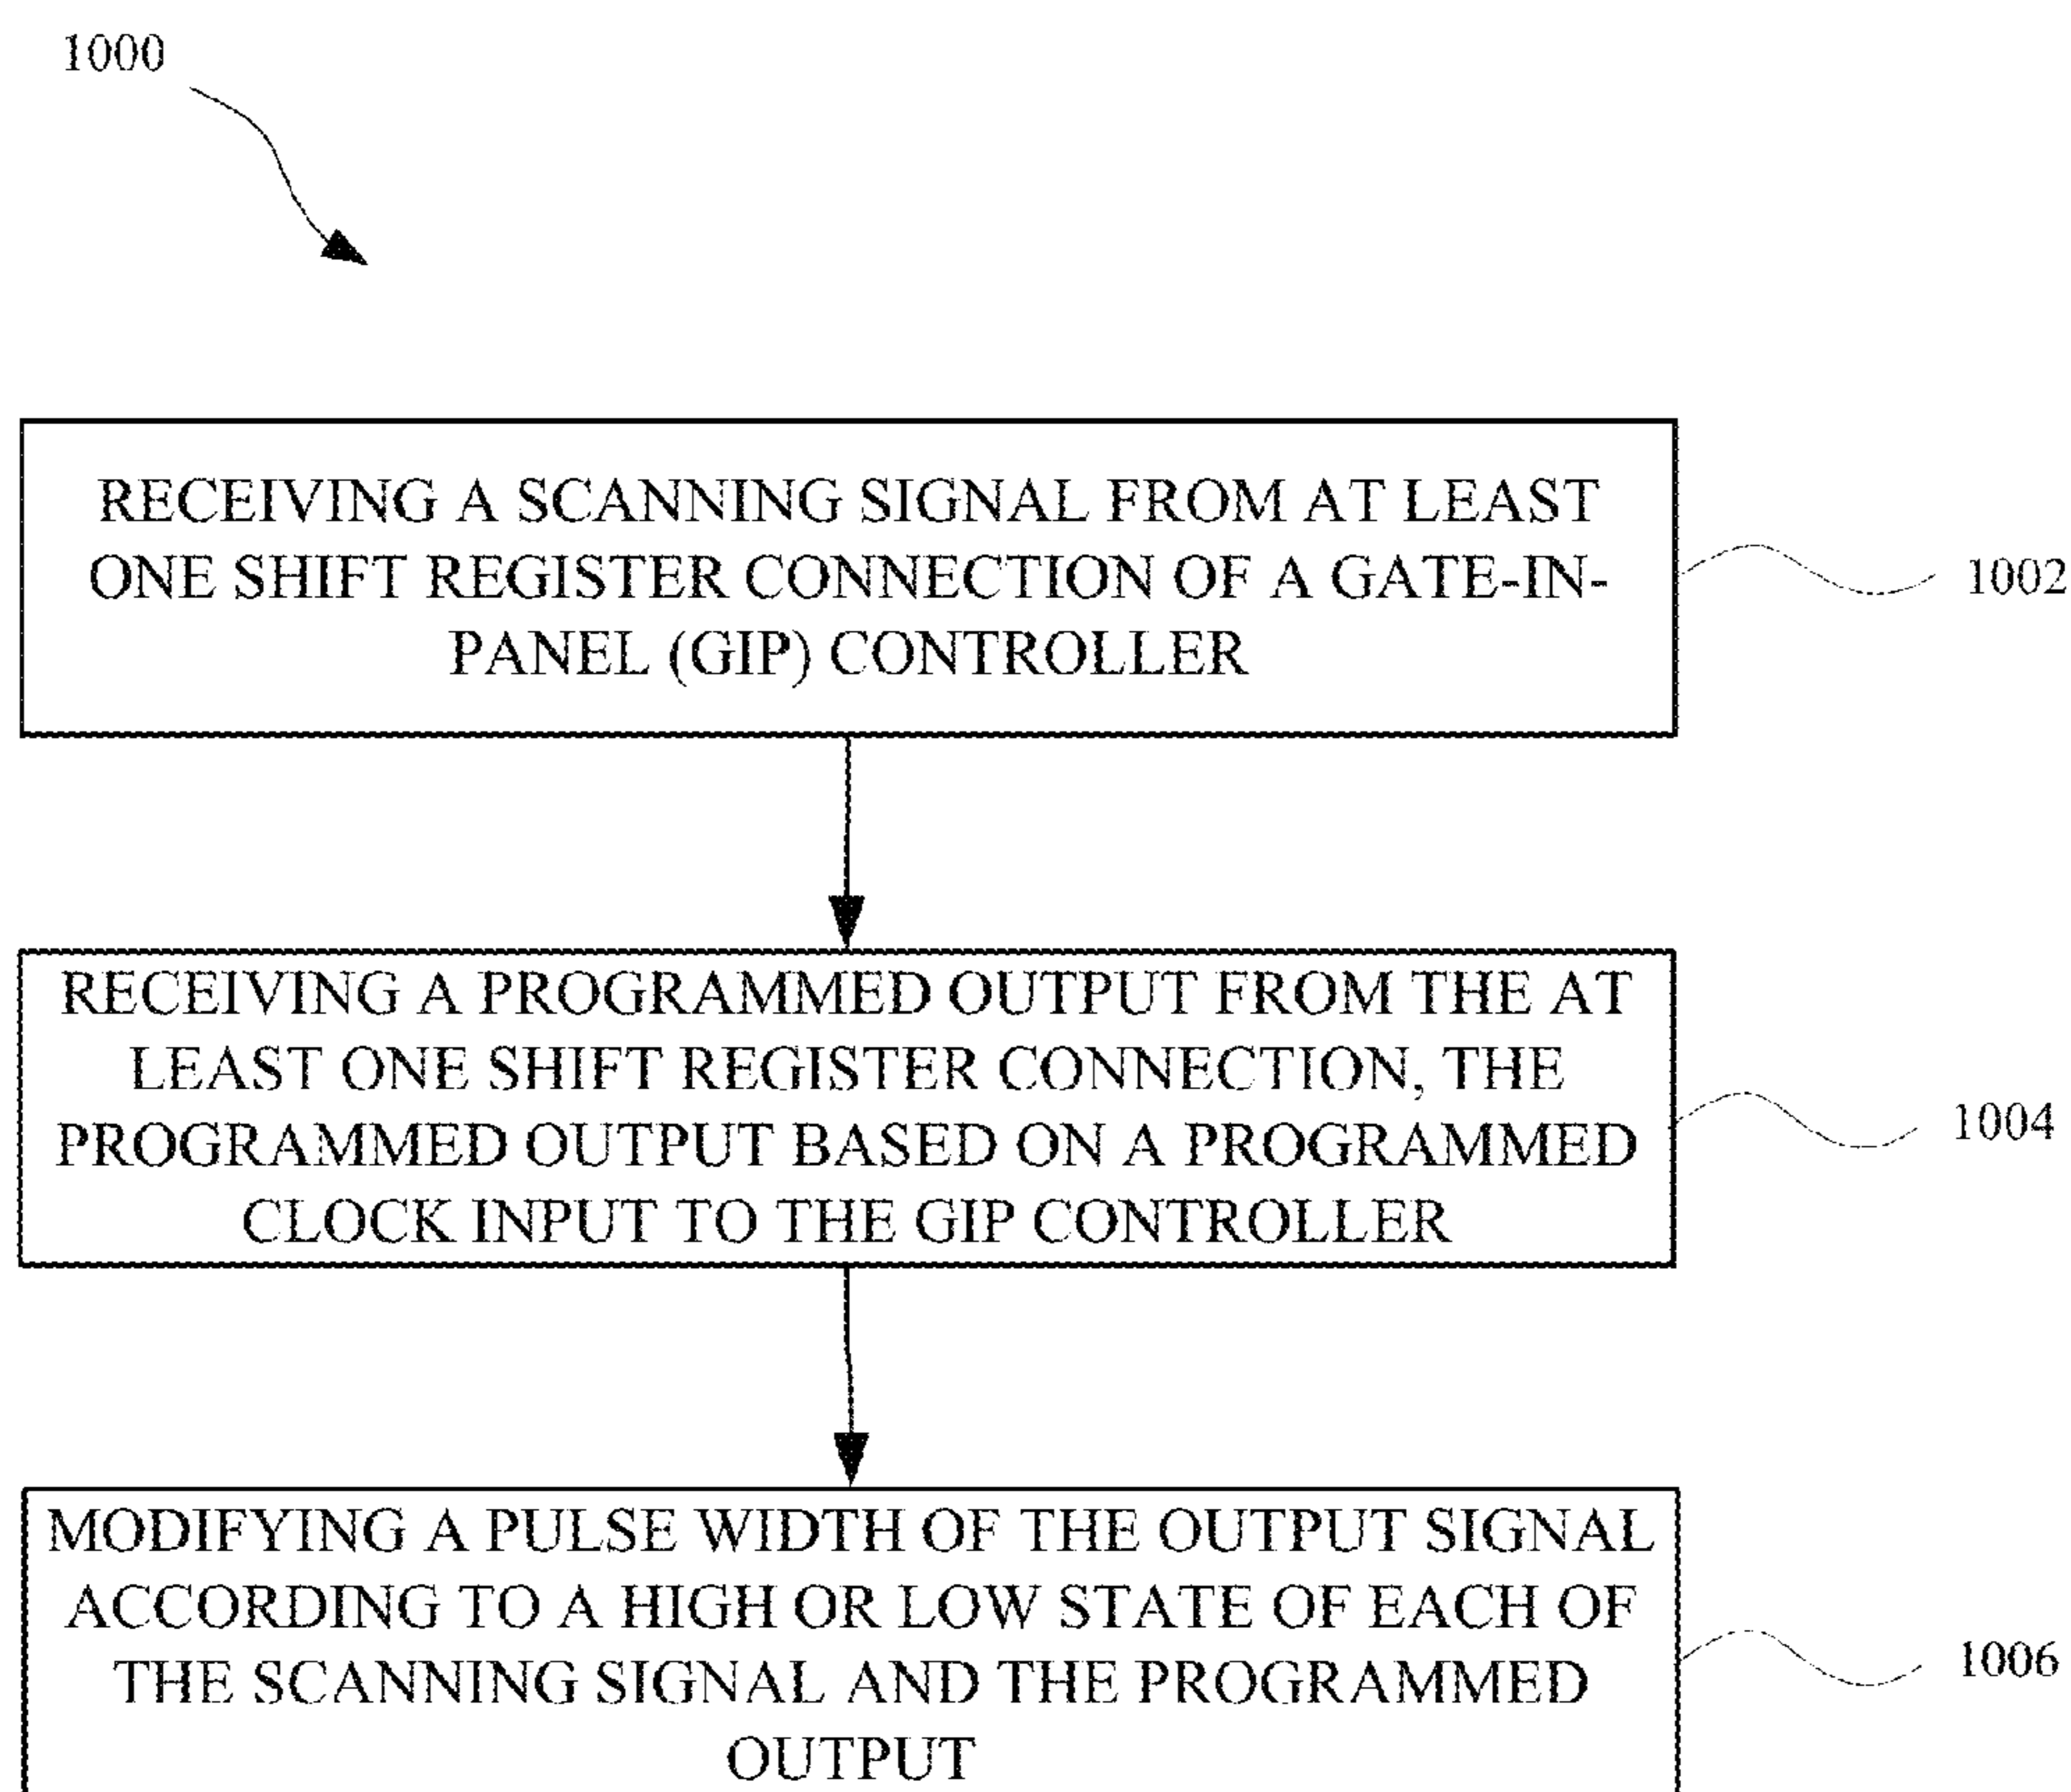 1000
RECEIVING A SCANNING SIGNAL FROM AT LEAST
ONE SHIFT REGISTER CONNECTION OF A GATE-IN-
PANEL (GIP) CONTROLLER
1002
RECEIVING A PROGRAMMED OUTPUT FROM THE AT
LEAST ONE SHIFT REGISTER CONNECTION, THE
PROGRAMMED OUTPUT BASED ON A PROGRAMMED
CLOCK INPUT TO THE GIP CONTROLLER
1004
MODIFYING A PULSE WIDTH OF THE OUTPUT SIGNAL
ACCORDING TO A HIGH OR LOW STATE OF EACH OF
THE SCANNING SIGNAL AND THE PROGRAMMED
OUTPUT
1006